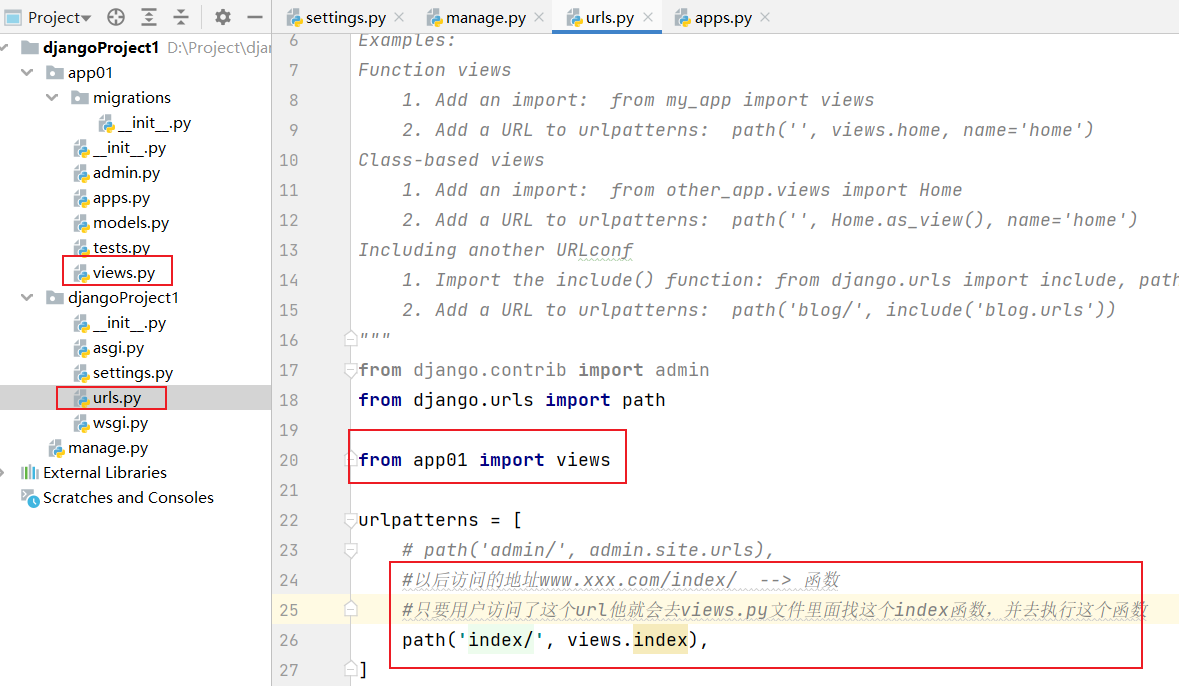 Project
settings.py
manage.py
urls.py
apps.py
djangoProject1 D:\Project\djan
app01
migrations
__init__.py
__init__.py
admin.py
apps.py
models.py
tests.py
views.py
djangoProject1
__init__.py
asgi.py
settings.py
urls.py
wsgi.py
manage.py
External Libraries
Scratches and Consoles
6 Examples:
7 Function views
8 1. Add an import:  from my_app import views
9 2. Add a URL to urlpatterns:  path('', views.home, name='home')
10 Class-based views
11 1. Add an import:  from other_app.views import Home
12 2. Add a URL to urlpatterns:  path('', Home.as_view(), name='home')
13 Including another URLconf
14 1. Import the include() function: from django.urls import include, path
15 2. Add a URL to urlpatterns:  path('blog/', include('blog.urls'))
16 """
17 from django.contrib import admin
18 from django.urls import path
19
20 from app01 import views
21
22 urlpatterns = [
23 # path('admin/', admin.site.urls),
24 #以后访问的地址www.xxx.com/index/  --> 函数
25 #只要用户访问了这个url他就会去views.py文件里面找这个index函数，并去执行这个函数
26 path('index/', views.index),
27 ]